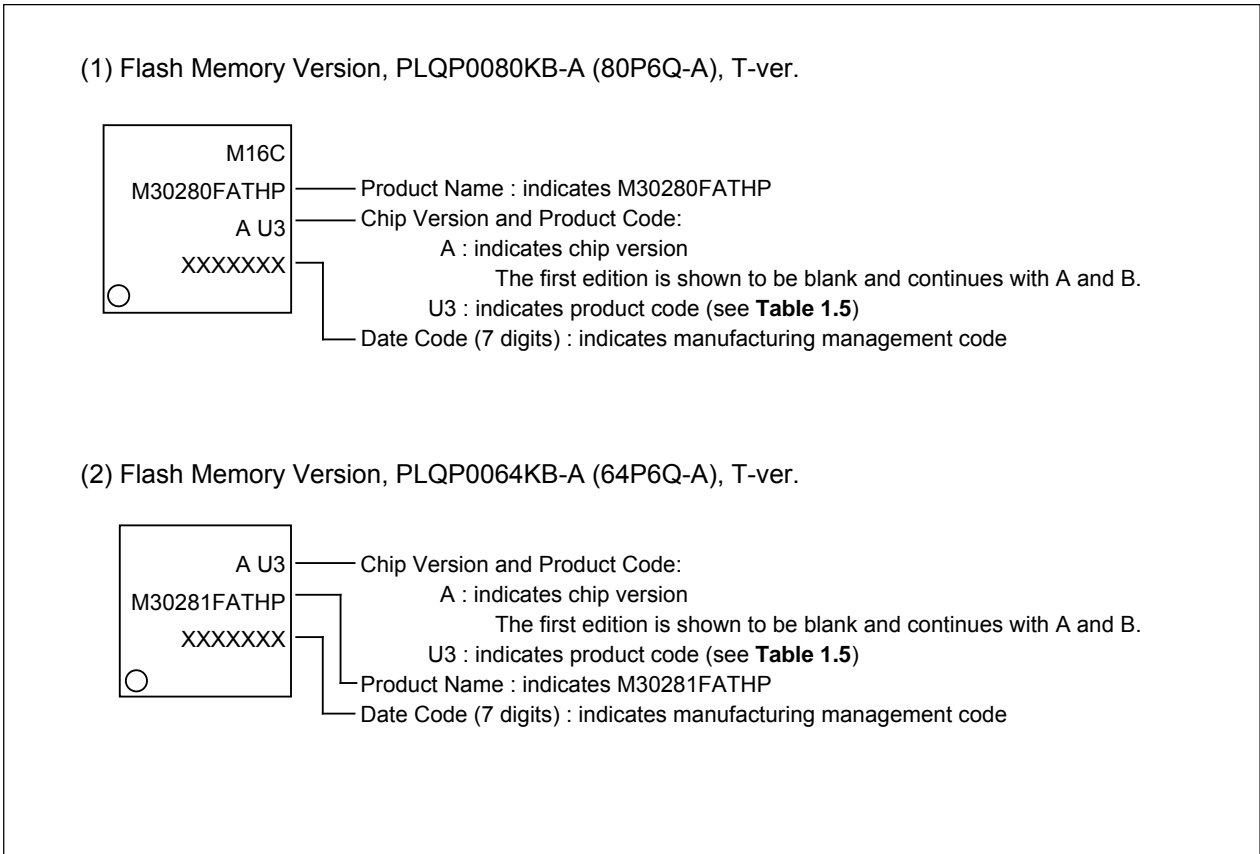 (1) Flash Memory Version, PLQP0080KB-A (80P6Q-A), T-ver.
M16C
M30280FATHP
A U3
XXXXXXX
Product Name : indicates M30280FATHP
Chip Version and Product Code:
A : indicates chip version
The first edition is shown to be blank and continues with A and B.
U3 : indicates product code (see Table 1.5)
Date Code (7 digits) : indicates manufacturing management code
(2) Flash Memory Version, PLQP0064KB-A (64P6Q-A), T-ver.
A U3
M30281FATHP
XXXXXXX
Chip Version and Product Code:
A : indicates chip version
The first edition is shown to be blank and continues with A and B.
U3 : indicates product code (see Table 1.5)
Product Name : indicates M30281FATHP
Date Code (7 digits) : indicates manufacturing management code